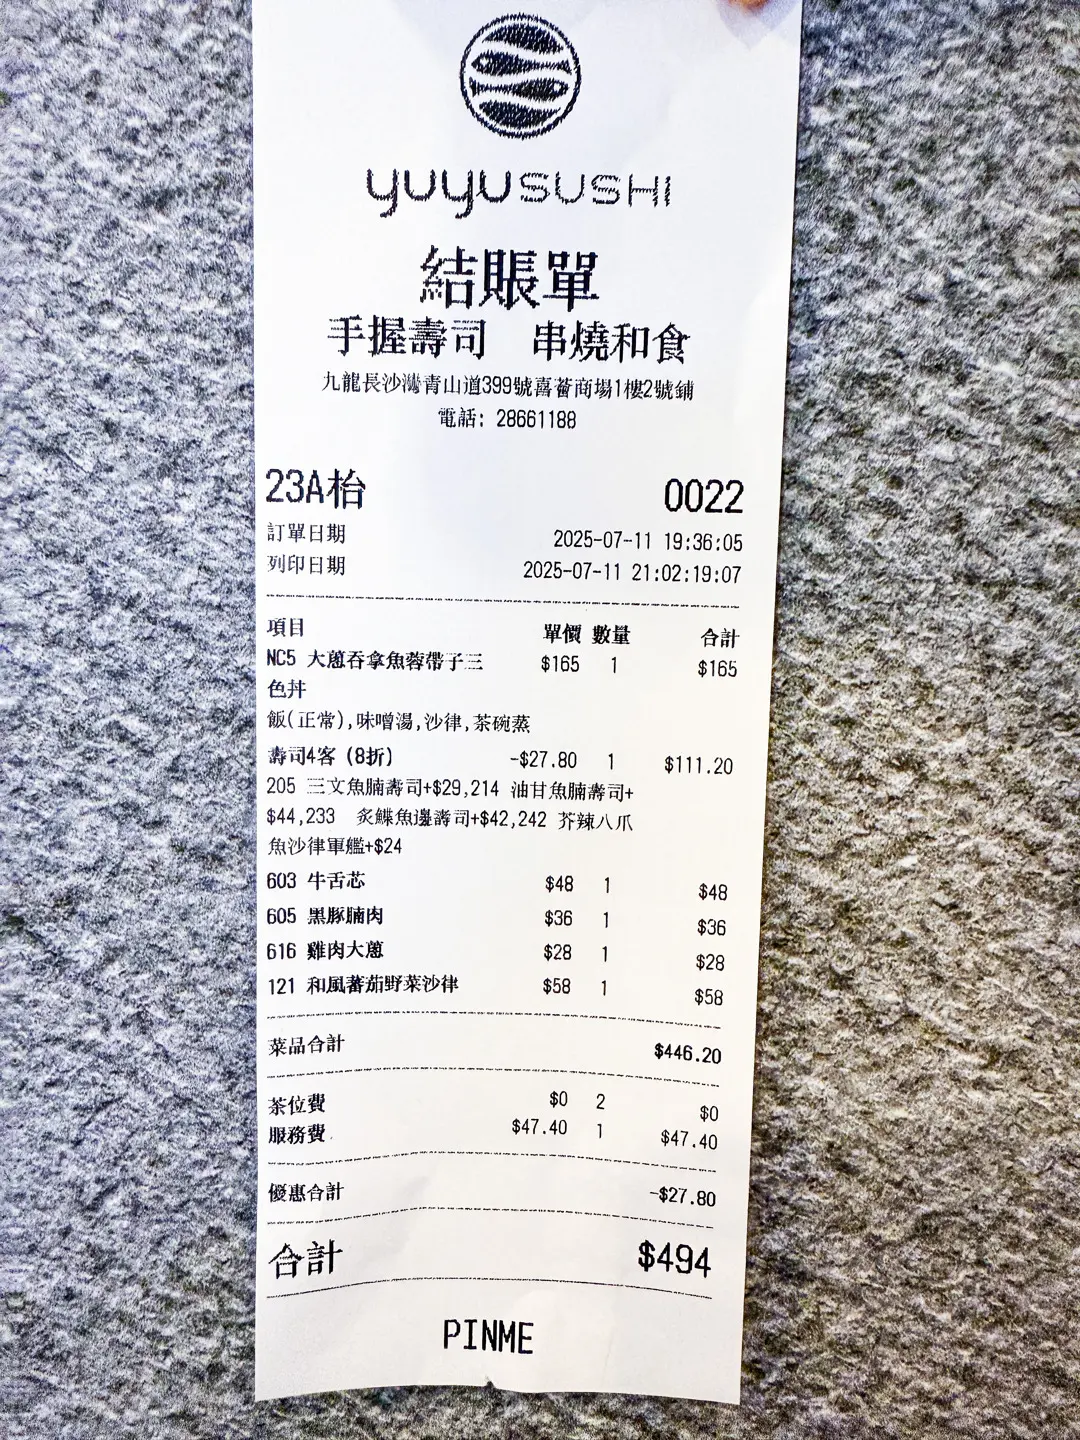 yuyu SUSHI
結賬單
手握壽司 串燒和食
九龍長沙灣青山道399號喜薈商場1樓2號鋪
電話: 28661188
23A枱 0022
訂單日期 2025-07-11 19:36:05
列印日期 2025-07-11 21:02:19:07
項目 單價 數量 合計
NC5 大蔥吞拿魚蓉帶子三 $165 1 $165
色丼
飯(正常),味噌湯,沙律,茶碗蒸
壽司4客 (8折) -$27.80 1 $111.20
205 三文魚腩壽司+$29,214 油甘魚腩壽司+
$44,233 炙鰈魚邊壽司+$42,242 芥辣八爪
魚沙律軍艦+$24
603 牛舌芯 $48 1 $48
605 黑豚腩肉 $36 1 $36
616 雞肉大蔥 $28 1 $28
121 和風蕃茄野菜沙律 $58 1 $58
菜品合計 $446.20
茶位費 $0 2 $0
服務費 $47.40 1 $47.40
優惠合計 -$27.80
合計 $494
PINME